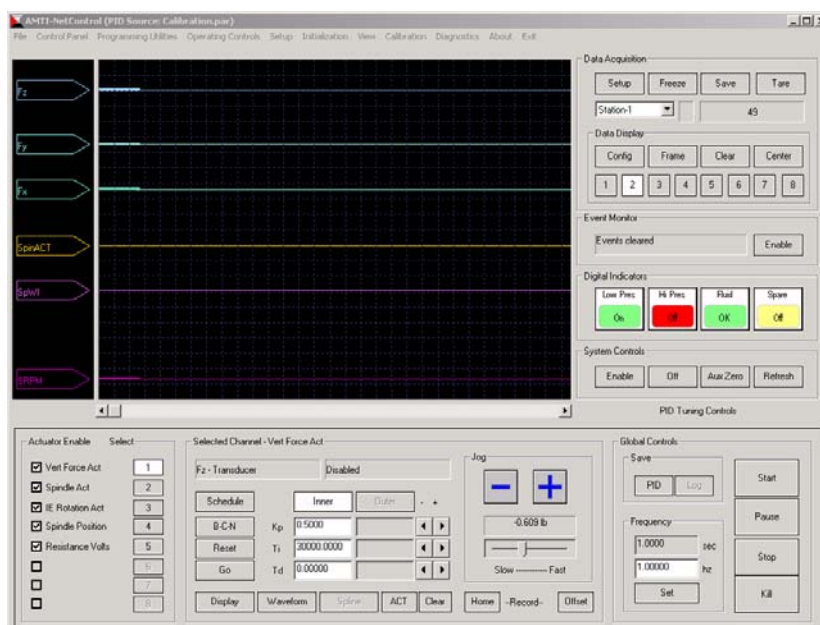 AMTI-NetControl (PID Source: Calibration.par)
File Control Panel Programming Utilities Operating Controls Setup Initialization View Calibration Diagnostics About Exit
Fz
Fy
Fx
SpinACT
SpWI
SRPM
Data Acquisition
Setup Freeze Save Tare
Station-1 49
Data Display
Config Frame Clear Center
1 2 3 4 5 6 7 8
Event Monitor
Events cleared Enable
Digital Indicators
Low Pres Hi Pres Fluid Spare
On Off OK Off
System Controls
Enable Off Aux Zero Refresh
PID Tuning Controls
Actuator Enable Select
Vert Force Act 1
Spindle Act 2
IE Rotation Act 3
Spindle Position 4
Resistance Volts 5
6
7
8
Selected Channel - Vert Force Act
Fz - Transducer Disabled
Schedule Inner Outer - +
B-C-N Kp 0.5000
Reset Ti 30000.0000
Go Td 0.00000
Display Waveform Spline ACT Clear
Jog
-0.609 lb
Slow ---------- Fast
Home -Record- Offset
Global Controls
Save
PID Log
Frequency
1.0000 sec
1.00000 hz
Set
Start
Pause
Stop
Kill